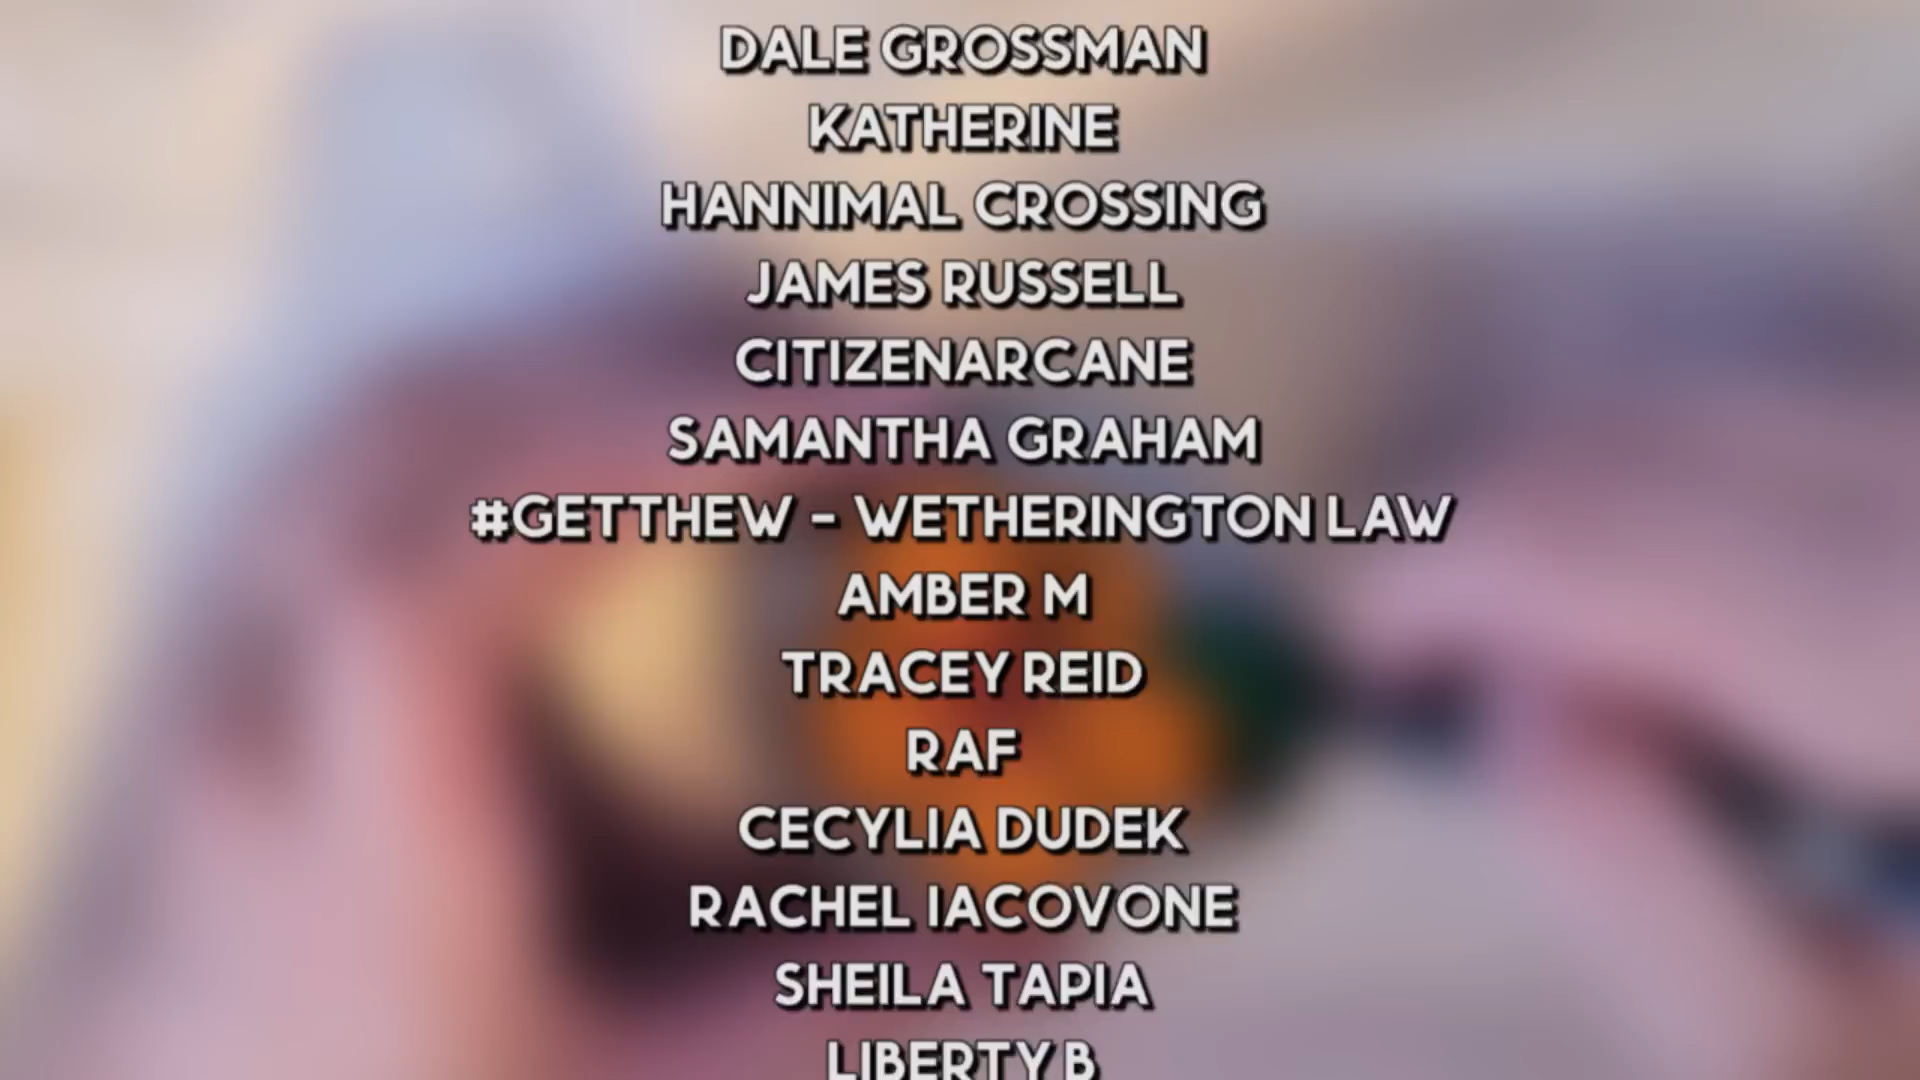 DALE GROSSMAN
KATHERINE
HANNIMAL CROSSING
JAMES RUSSELL
CITIZENARCANE
SAMANTHA GRAHAM
#GETTHEW - WETHERINGTON LAW
AMBER M
TRACEY REID
RAF
CECYLIA DUDEK
RACHEL IACOVONE
SHEILA TAPIA
LIBERTY B